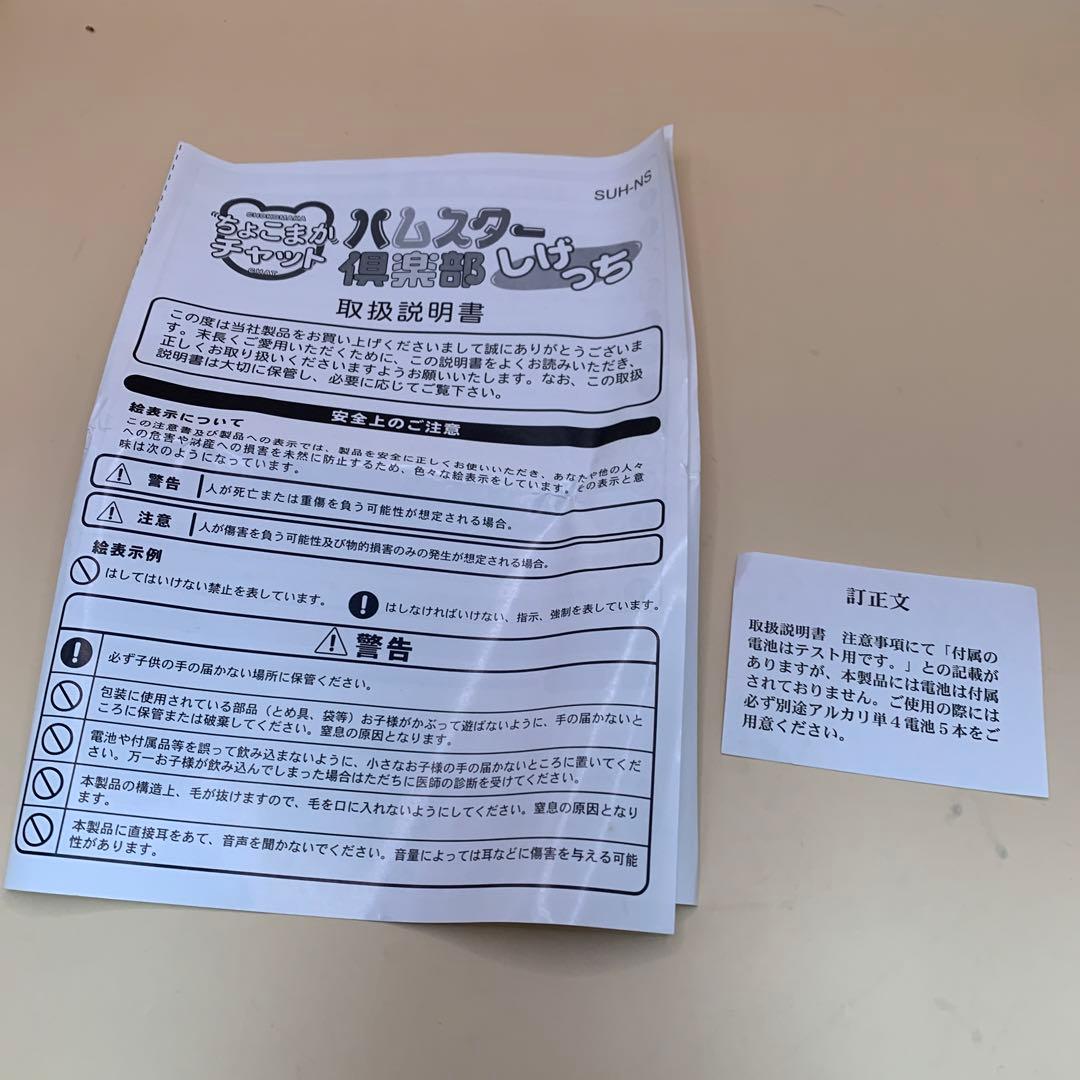 SUH-NS
CHOKOMAKA
ちょこまか
チャット
CHAT
ハムスター
倶楽部
しげっち
取扱説明書
この度は当社製品をお買い上げくださいまして誠にありがとうございま
す。末長くご愛用いただくために、この説明書をよくお読みいただき、
正しくお取り扱いくださいますようお願いいたします。なお、この取扱
説明書は大切に保管し、必要に応じてご覧下さい。
安全上のご注意
絵表示について
この注意書及び製品への表示では、製品を安全に正しくお使いいただき、あなたや他の人々
への危害や財産への損害を未然に防止するため、色々な絵表示をしています。その表示と意
味は次のようになっています。
警告 人が死亡または重傷を負う可能性が想定される場合。
注意 人が傷害を負う可能性及び物的損害のみの発生が想定される場合。
絵表示例
はしてはいけない禁止を表しています。
はしなければいけない、指示、強制を表しています。
警告
必ず子供の手の届かない場所に保管ください。
包装に使用されている部品（とめ具、袋等）お子様がかぶって遊ばないように、手の届かないと
ころに保管または破棄してください。窒息の原因となります。
電池や付属品等を誤って飲み込まないように、小さなお子様の手の届かないところに置いてくだ
さい。万一お子様が飲み込んでしまった場合はただちに医師の診断を受けてください。
本製品の構造上、毛が抜けますので、毛を口に入れないようにしてください。窒息の原因となり
ます。
本製品に直接耳をあて、音声を聞かないでください。音量によっては耳などに傷害を与える可能
性があります。
訂正文
取扱説明書　注意事項にて「付属の
電池はテスト用です。」との記載が
ありますが、本製品には電池は付属
されておりません。ご使用の際には
必ず別途アルカリ単４電池５本をご
用意ください。